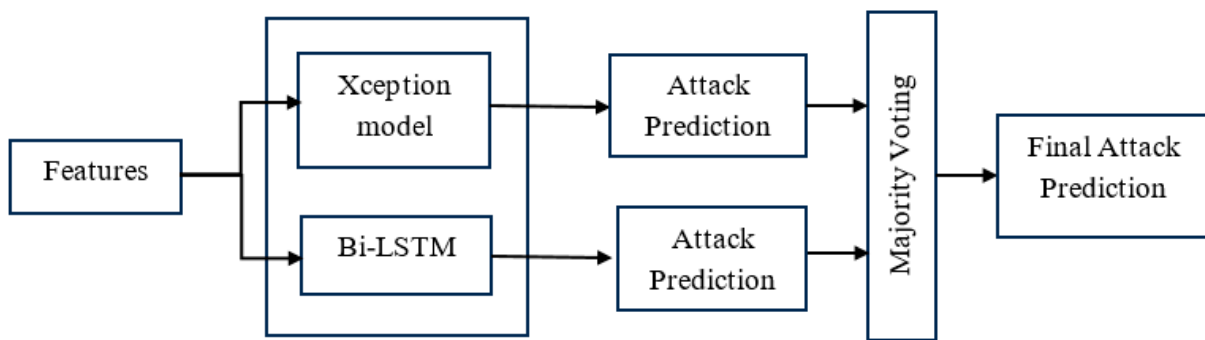 Features
Xception
model
Bi-LSTM
Attack
Prediction
Attack
Prediction
Majority Voting
Final Attack
Prediction